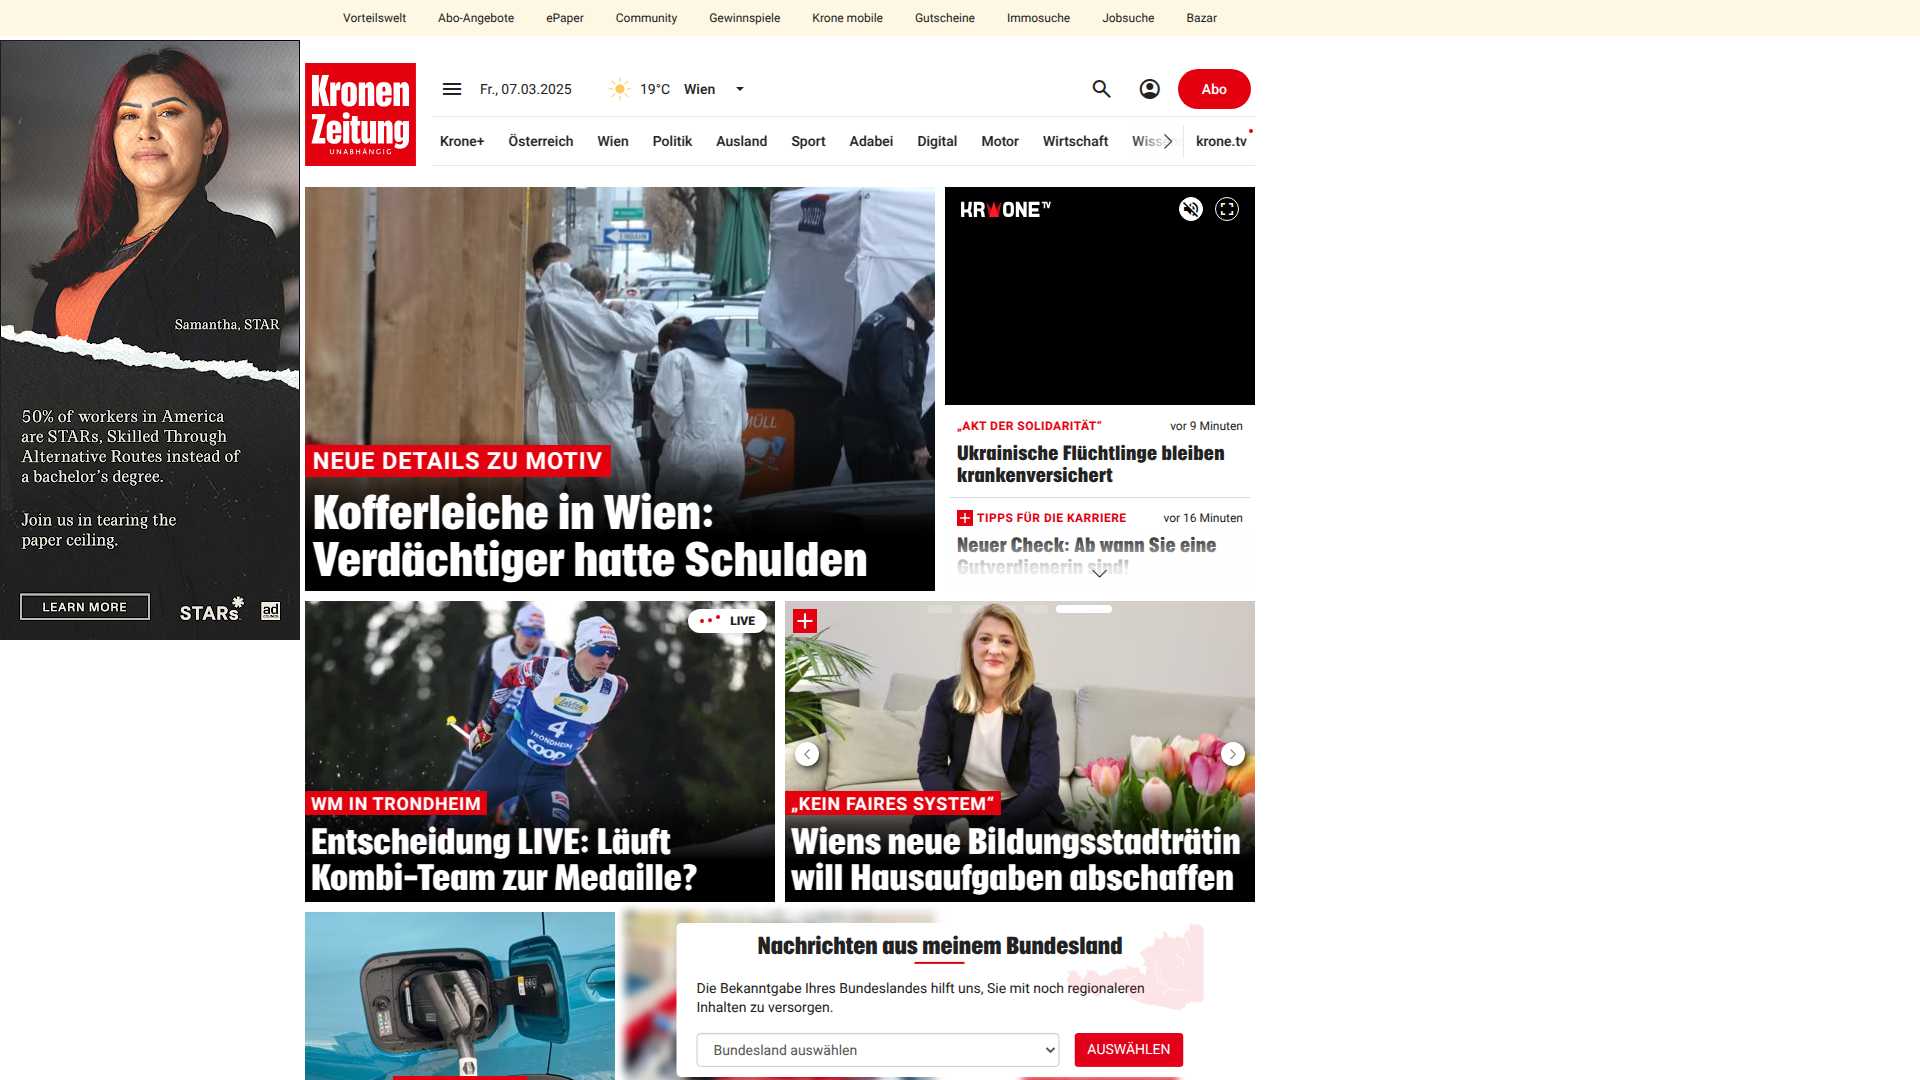 Vorteilswelt Abo-Angebote ePaper Community Gewinnspiele Krone mobile Gutscheine Immosuche Jobsuche Bazar
Samantha, STAR
50% of workers in America
are STARs, Skilled Through
Alternative Routes instead of
a bachelor's degree.
Join us in tearing the
paper ceiling.
LEARN MORE STARs ad
Kronen
Zeitung
UNABHÄNGIG
Fr., 07.03.2025 19°C Wien Abo
Krone+ Österreich Wien Politik Ausland Sport Adabei Digital Motor Wirtschaft krone.tv
NEUE DETAILS ZU MOTIV
Kofferleiche in Wien:
Verdächtiger hatte Schulden
KRONE TV
„AKT DER SOLIDARITÄT“ vor 9 Minuten
Ukrainische Flüchtlinge bleiben
krankenversichert
TIPPS FÜR DIE KARRIERE vor 16 Minuten
Neuer Check: Ab wann Sie eine
Gutverdienerin sind!
LIVE
4
TRONDHEIM
coop
WM IN TRONDHEIM
Entscheidung LIVE: Läuft
Kombi-Team zur Medaille?
„KEIN FAIRES SYSTEM“
Wiens neue Bildungsstadträtin
will Hausaufgaben abschaffen
Nachrichten aus meinem Bundesland
Die Bekanntgabe Ihres Bundeslandes hilft uns, Sie mit noch regionaleren
Inhalten zu versorgen.
Bundesland auswählen AUSWÄHLEN